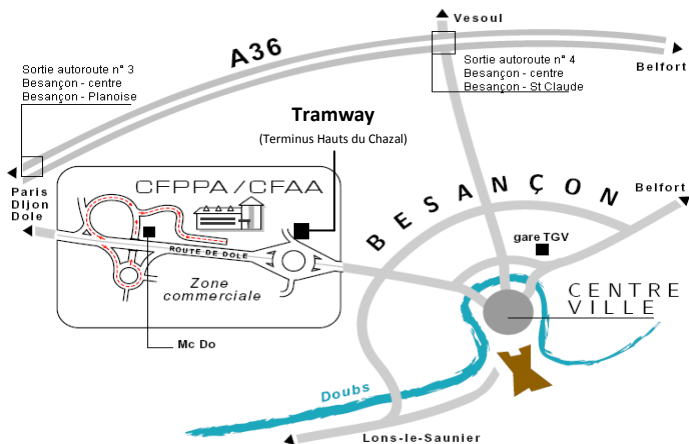 Vesoul
A36
Sortie autoroute n° 3
Besançon - centre
Besançon - Planoise
Sortie autoroute n° 4
Besançon - centre
Besançon - St Claude
Belfort
Tramway
(Terminus Hauts du Chazal)
Paris
DIjon
Dole
CFPPA/CFAA
BESANÇON
Belfort
gare TGV
ROUTE DE DOLE
Zone
commerciale
CENTRE
VILLE
Mc Do
Doubs
Lons-le-Saunier